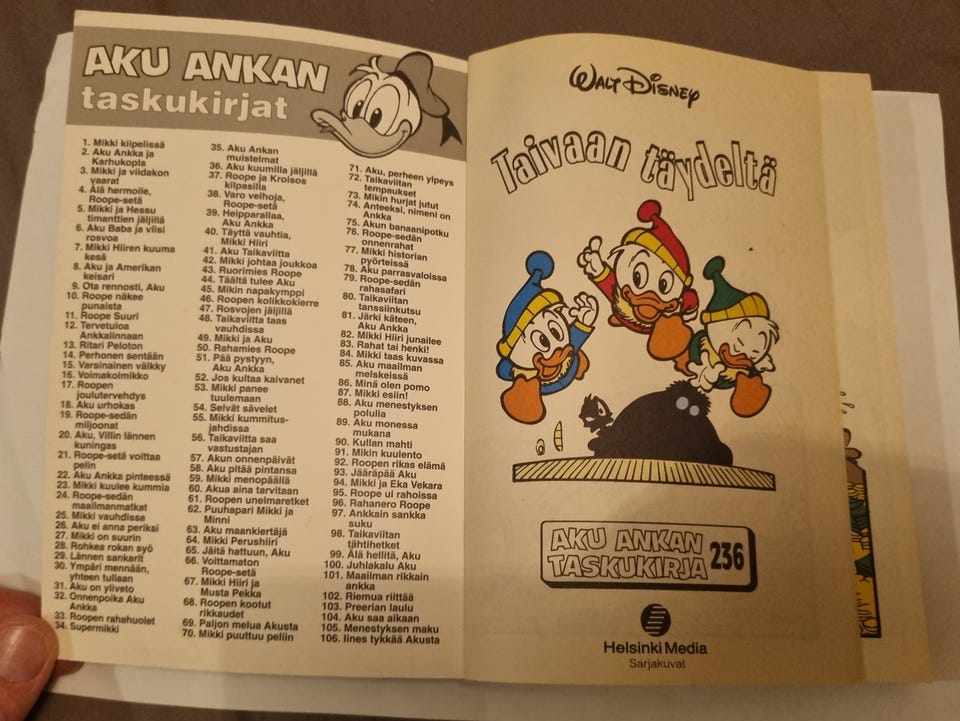 AKU ANKAN
taskukirjat
1. Mikki kiipelissä
2. Aku Ankka ja
Karhukopla
3. Mikki ja viidakon
vaarat
4. Älä hermoile,
Roope-setä
5. Mikki ja Hessu
timanttien jäljillä
6. Aku Baba ja viisi
rosvoa
7. Mikki Hiiren kuuma
kesä
8. Aku ja Amerikan
keisari
9. Ota rennosti, Aku
10. Roope näkee
punaista
11. Roope Suuri
12. Tervetuloa
Ankkalinnaan
13. Ritari Peloton
14. Perhonen sentään
15. Varsinainen välkky
16. Voimakolmikko
17. Roopen
joulutervehdys
18. Aku urhokas
19. Roope-sedän
miljoonat
20. Aku, Villin lännen
kuningas
21. Roope-setä voittaa
pelin
22. Aku Ankka pinteessä
23. Mikki kuulee kummia
24. Roope-sedän
maailmanmatkat
25. Mikki vauhdissa
26. Aku ei anna periksi
27. Mikki on suurin
28. Rohkea rokan syö
29. Lännen sankarit
30. Ympäri mennään,
yhteen tullaan
31. Aku on yliveto
32. Onnenpoika Aku
Ankka
33. Roopen rahahuolet
34. Supermikki
35. Aku Ankan
muistelmat
36. Aku kuumilla jäljillä
37. Roope ja Kroisos
kilpasilla
38. Varo velhoja,
Roope-setä
39. Helpparallaa,
Aku Ankka
40. Täyttä vauhtia,
Mikki Hiiri
41. Aku Taikaviitta
42. Mikki johtaa joukkoa
43. Ruorimies Roope
44. Täältä tulee Aku
45. Mikin napakymppi
46. Roopen kolikkokierre
47. Rosvojen jäljillä
48. Taikaviitta taas
vauhdissa
49. Mikki ja Aku
50. Rahamies Roope
51. Pää pystyyn,
Aku Ankka
52. Jos kultaa kaivanet
53. Mikki panee
tuulemaan
54. Selvät sävelet
55. Mikki kummitus-
jahdissa
56. Taikaviitta saa
vastustajan
57. Akun onnenpäivät
58. Aku pitää pintansa
59. Mikki menopäällä
60. Akua aina tarvitaan
61. Roopen unelmaretket
62. Puuhapari Mikki ja
Minni
63. Aku maankiertäjä
64. Mikki Perushiiri
65. Jäitä hattuun, Aku
66. Voittamaton
Roope-setä
67. Mikki Hiiri ja
Musta Pekka
68. Roopen kootut
rikkaudet
69. Paljon melua Akusta
70. Mikki puuttuu peliin
71. Aku, perheen ylpeys
72. Taikaviitan
tempaukset
73. Mikin hurjat jutut
74. Anteeksi, nimeni on
Ankka
75. Akun banaanipotku
76. Roope-sedän
onnenrahat
77. Mikki historian
pyörteissä
78. Aku parrasvaloissa
79. Roope-sedän
rahasafari
80. Taikaviitan
tanssiinkutsu
81. Järki käteen,
Aku Ankka
82. Mikki Hiiri junailee
83. Rahat tai henki!
84. Mikki taas kuvassa
85. Aku maailman
melskeissä
86. Minä olen pomo
87. Mikki esiin!
88. Aku menestyksen
polulla
89. Aku monessa
mukana
90. Kullan mahti
91. Mikin kuulento
92. Roopen rikas elämä
93. Jääräpää Aku
94. Mikki ja Eka Vekara
95. Roope ui rahoissa
96. Rahanero Roope
97. Ankkain sankka
suku
98. Taikaviitan
tähtihetket
99. Älä hellitä, Aku
100. Juhlakalu Aku
101. Maailman rikkain
ankka
102. Riemua riittää
103. Preerian laulu
104. Aku saa aikaan
105. Menestyksen maku
106. Iines tykkää Akusta
WALT DISNEY
Taivaan täydeltä
AKU ANKAN
TASKUKIRJA 236
Helsinki Media
Sarjakuvat